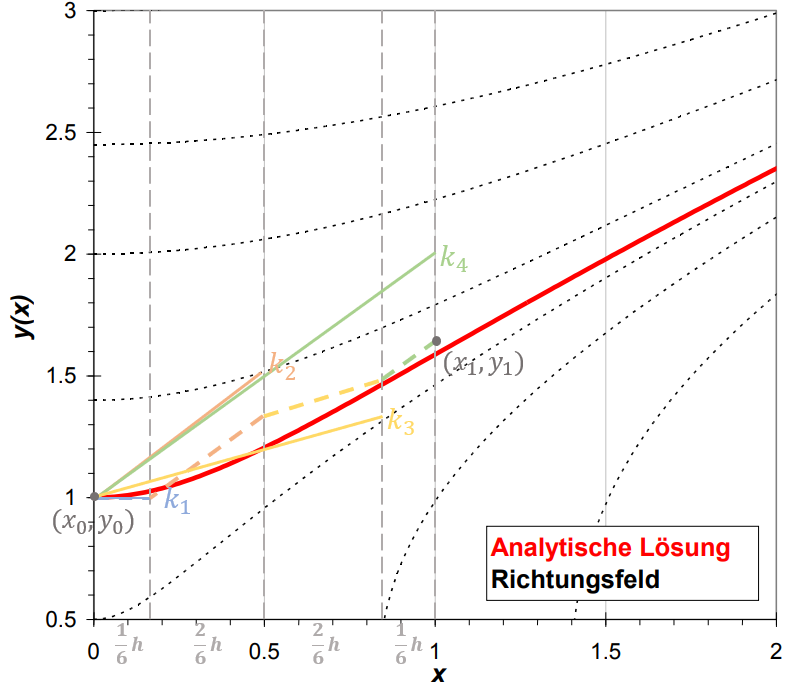 3
2.5
2
1.5
1
0.5
y(x)
k₄
k₂
(x₁, y₁)
k₃
k₁
(x₀, y₀)
Analytische Lösung
Richtungsfeld
0 0.5 1 1.5 2
1/6 h 2/6 h 2/6 h 1/6 h
x